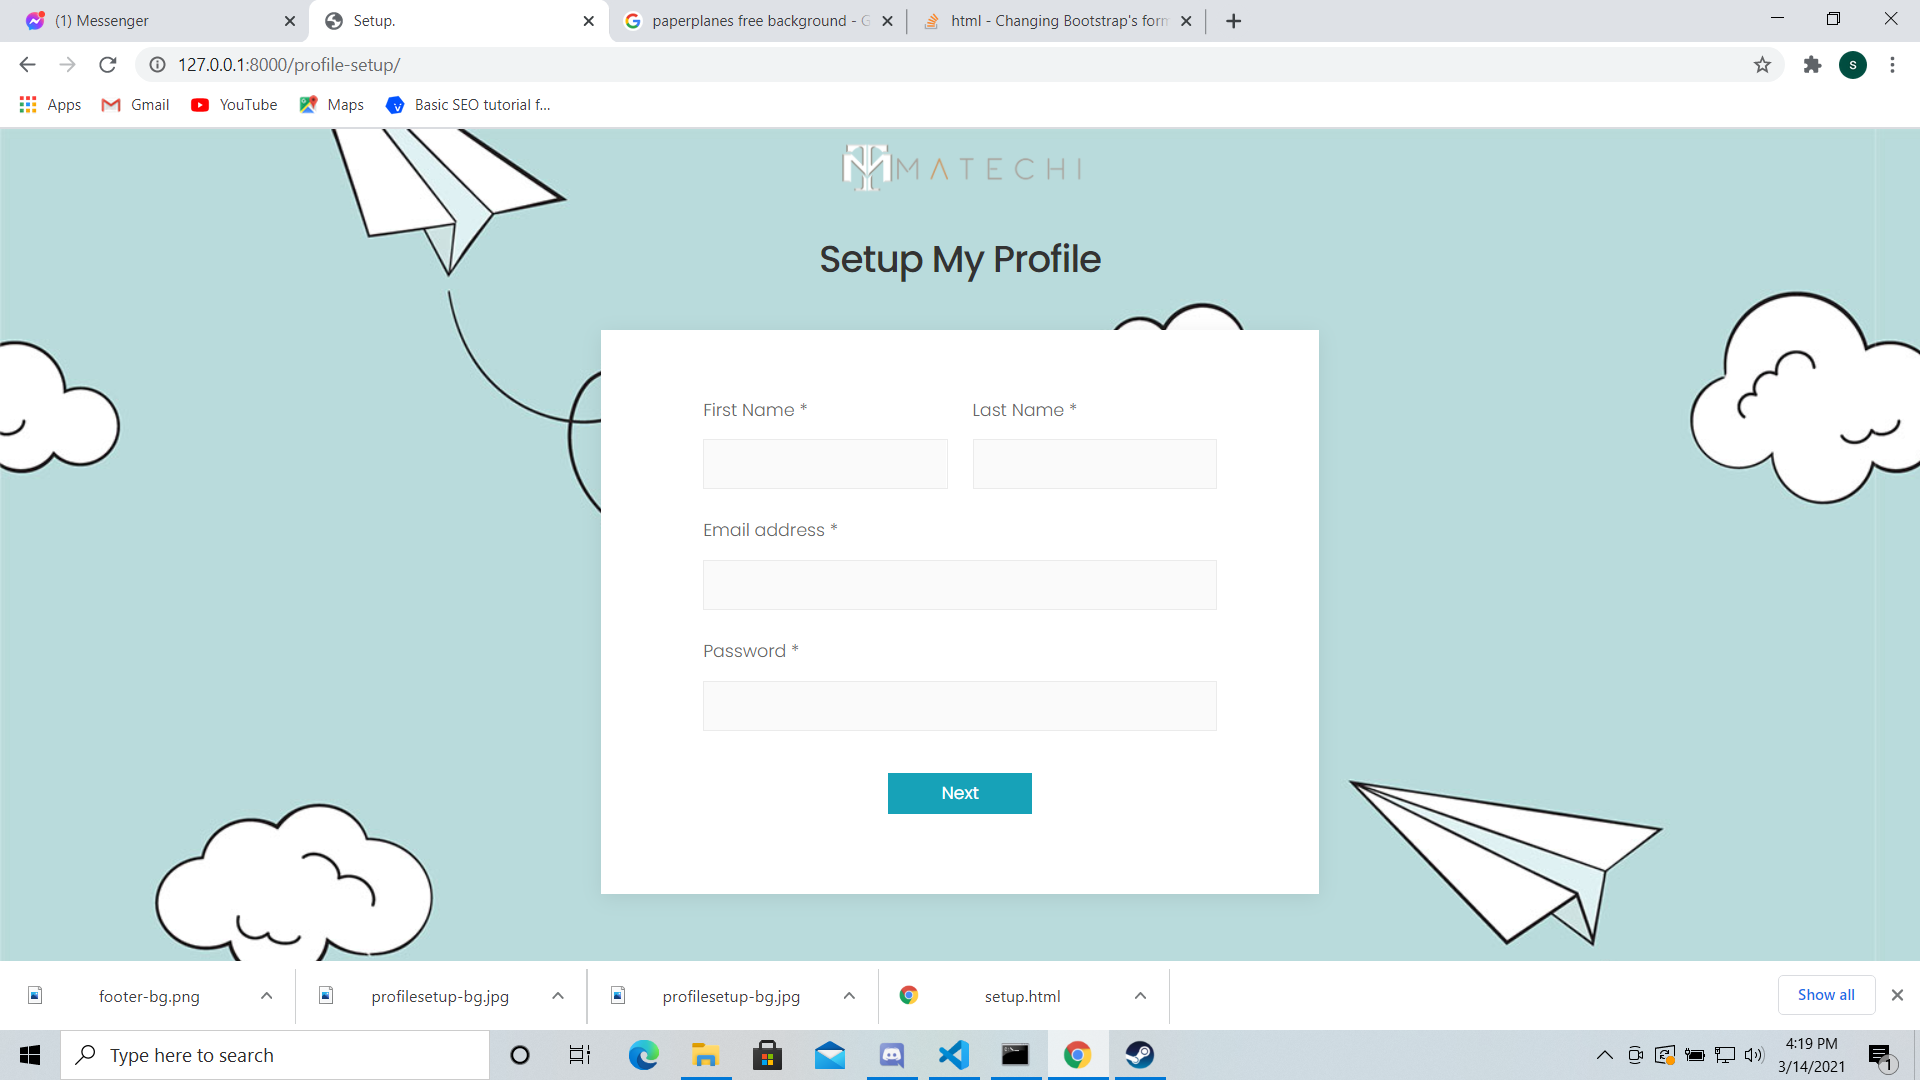 (1) Messenger
Setup.
paperplanes free background - G
html - Changing Bootstrap's form
127.0.0.1:8000/profile-setup/
S
Apps
Gmail
YouTube
Maps
Basic SEO tutorial f...
MATECHI
Setup My Profile
First Name *
Last Name *
Email address *
Password *
Next
footer-bg.png
profilesetup-bg.jpg
profilesetup-bg.jpg
setup.html
Show all
Type here to search
4:19 PM
3/14/2021
1